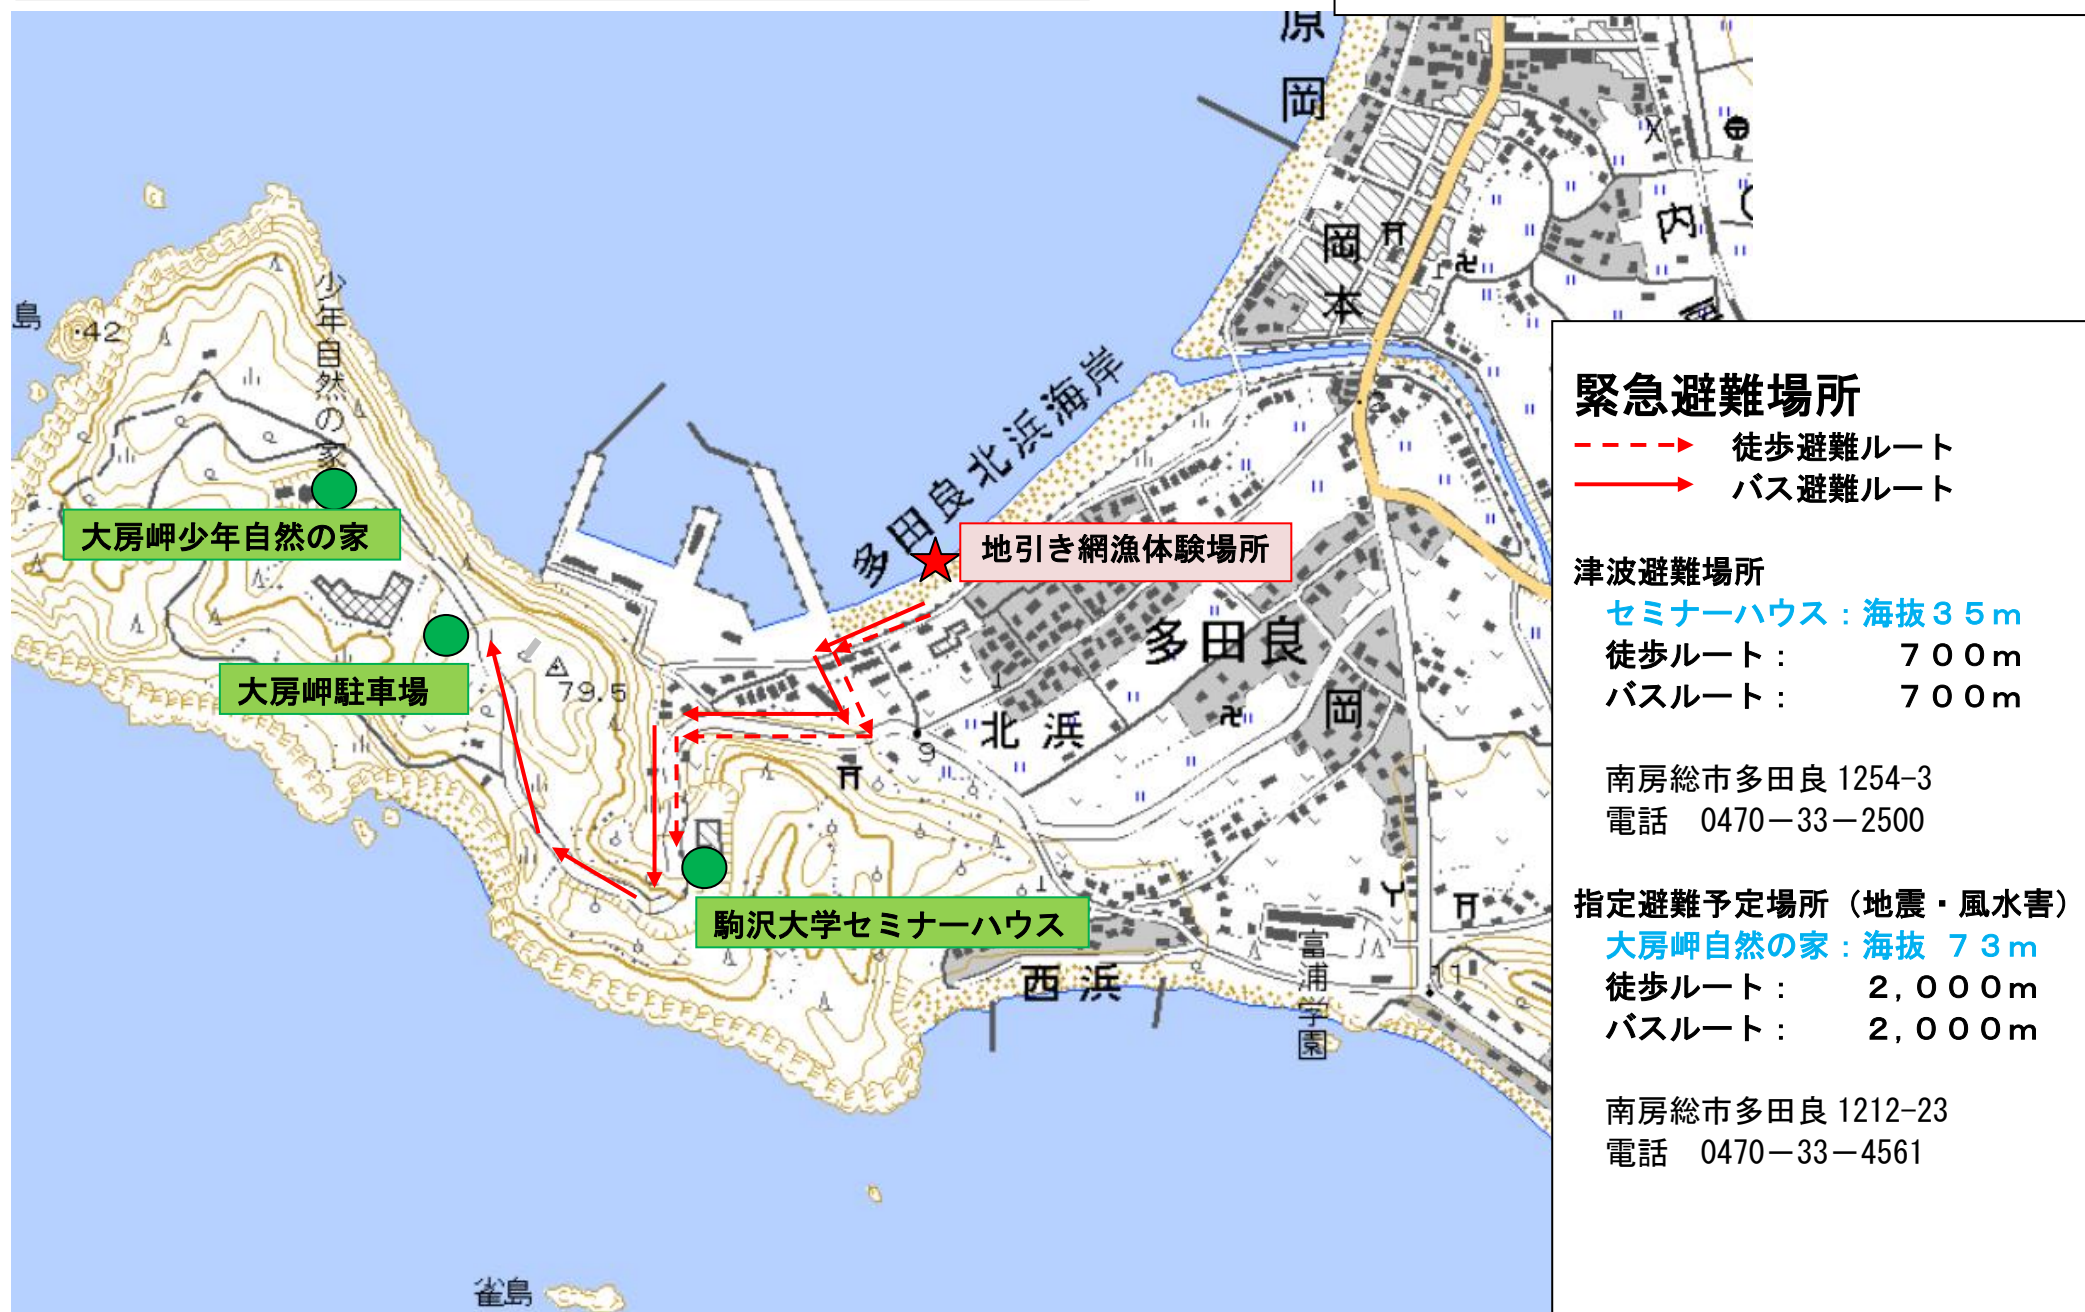 原岡
岡本
内
島
・42
少年自然の家
多田良北浜海岸
大房岬少年自然の家
地引き網漁体験場所
大房岬駐車場
79.5
多田良
岡
北浜
9
駒沢大学セミナーハウス
西浜
富浦学園
11
雀島
緊急避難場所
徒歩避難ルート
バス避難ルート
津波避難場所
セミナーハウス：海抜３５ｍ
徒歩ルート： ７００ｍ
バスルート： ７００ｍ
南房総市多田良 1254-3
電話 0470－33－2500
指定避難予定場所（地震・風水害）
大房岬自然の家：海抜 ７３ｍ
徒歩ルート： ２,０００ｍ
バスルート： ２,０００ｍ
南房総市多田良 1212-23
電話 0470－33－4561